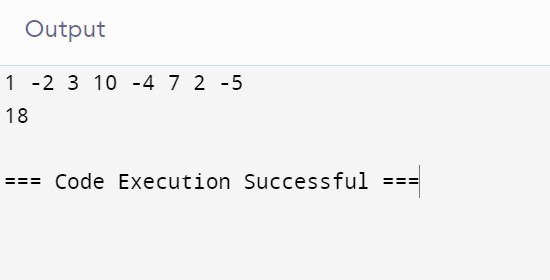 Output
1 -2 3 10 -4 7 2 -5
18
=== Code Execution Successful ===